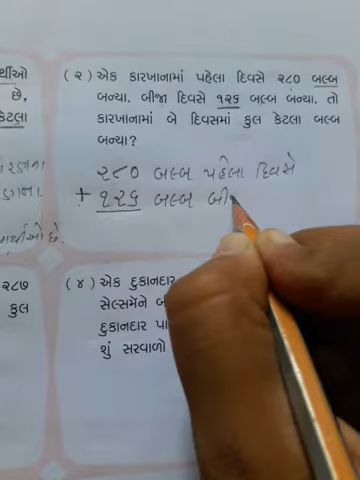 ર્થીઓ
છે,
કેટલા
(૨) એક કારખાનામાં પહેલા દિવસે ૨૮૦ બલ્બ
બન્યા. બીજા દિવસે ૧૨૬ બલ્બ બન્યા. તો
કારખાનામાં બે દિવસમાં કુલ કેટલા બલ્બ
બન્યા?
૨૮૦ બલ્બ પહેલા દિવસે
+ ૧૨૬ બલ્બ બી
ર્થીઓ છે.
૨૮૭
કુલ
(૪) એક દુકાનદાર
સેલ્સમેને બ
દુકાનદાર પા
શું સરવાળો